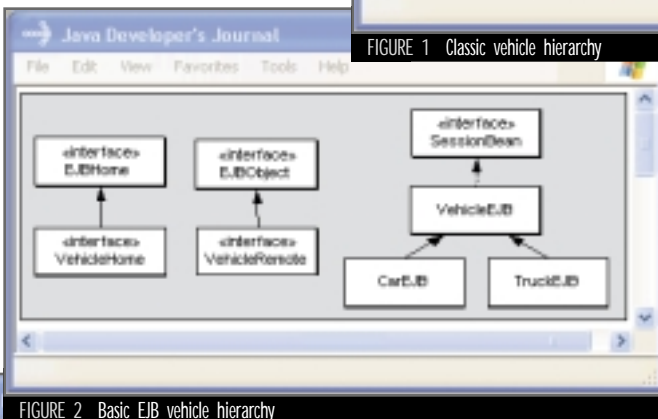 FIGURE 1 Classic vehicle hierarchy
Java Developer's Journal
File Edit View Favorites Tools Help
«interface»
EJBHome
«interface»
VehicleHome
«interface»
EJBObject
«interface»
VehicleRemote
«interface»
SessionBean
VehicleEJB
CarEJB
TruckEJB
FIGURE 2 Basic EJB vehicle hierarchy